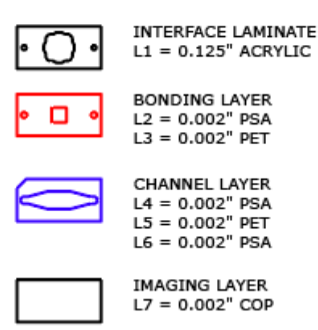 INTERFACE LAMINATE
L1 = 0.125" ACRYLIC
BONDING LAYER
L2 = 0.002" PSA
L3 = 0.002" PET
CHANNEL LAYER
L4 = 0.002" PSA
L5 = 0.002" PET
L6 = 0.002" PSA
IMAGING LAYER
L7 = 0.002" COP